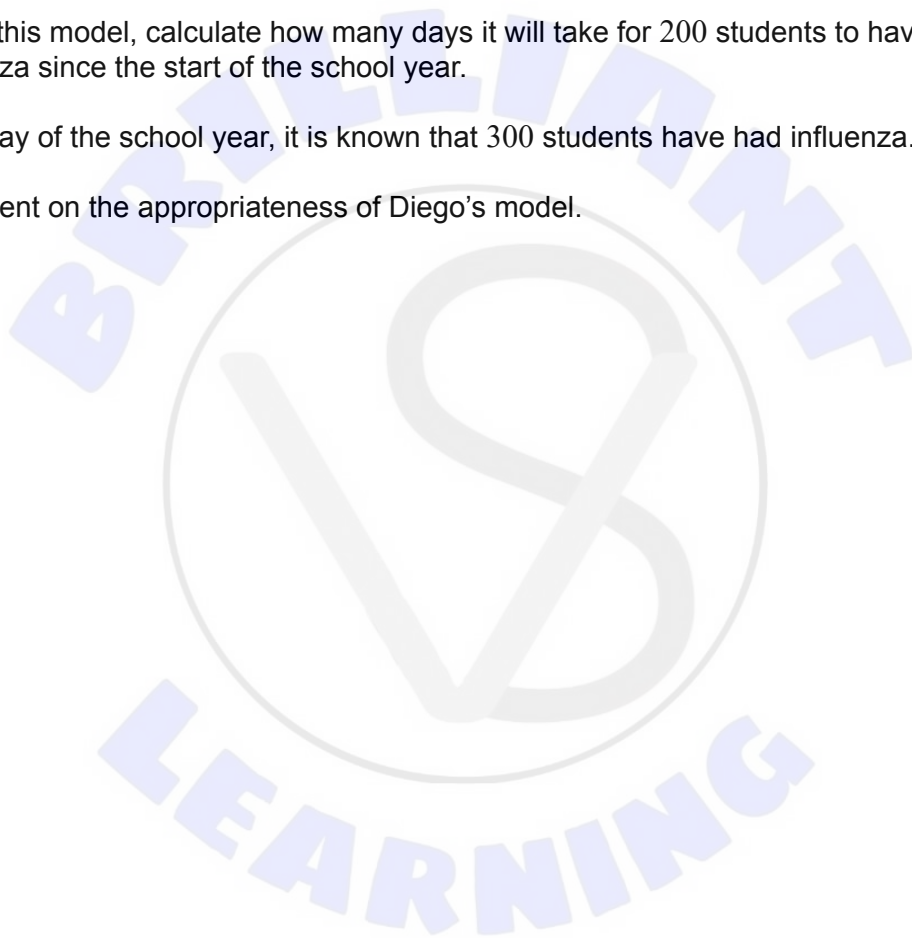 this model, calculate how many days it will take for 200 students to hav
za since the start of the school year.
ay of the school year, it is known that 300 students have had influenza.
ent on the appropriateness of Diego's model.
BRILLIANT
VS
LEARNING